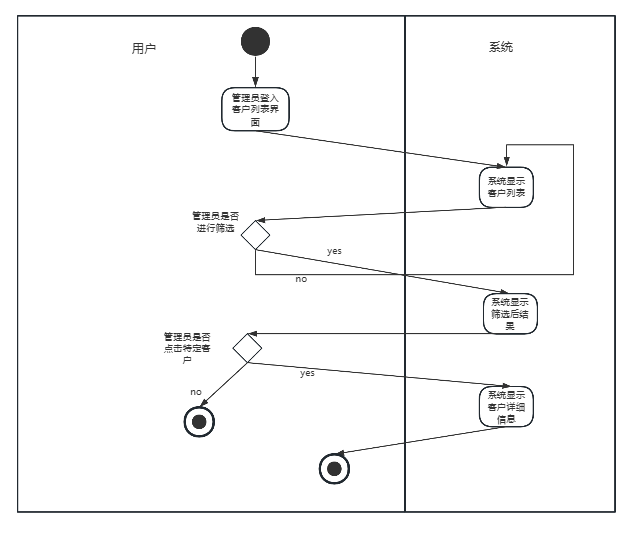 用户
系统
管理员登入
客户列表界
面
系统显示
客户列表
管理员是否
进行筛选
yes
no
系统显示
筛选后结
果
管理员是否
点击特定客
户
yes
no
系统显示
客户详细
信息